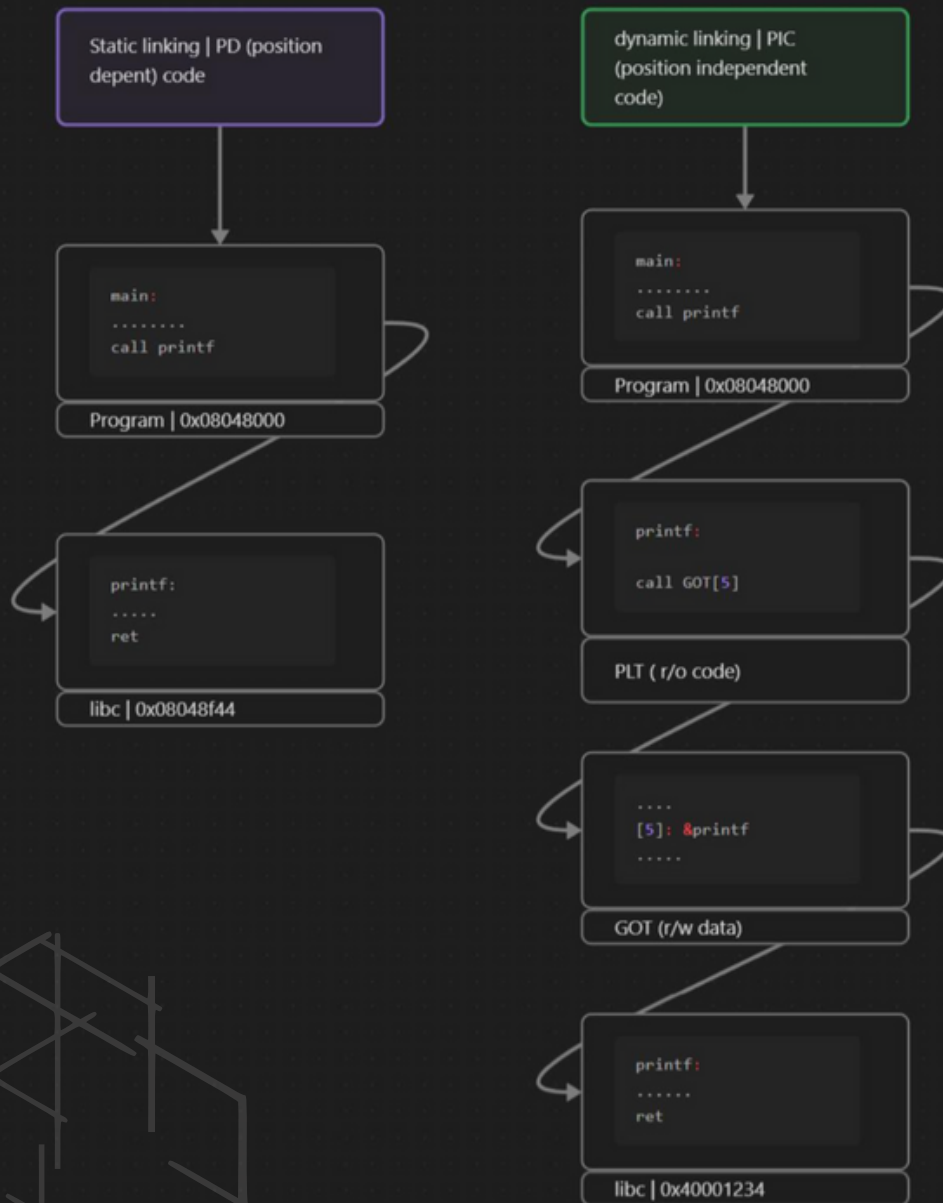 Static linking | PD (position
depent) code
main:
........
call printf
Program | 0x08048000
printf:
.....
ret
libc | 0x08048f44
dynamic linking | PIC
(position independent
code)
main:
........
call printf
Program | 0x08048000
printf:
call GOT[5]
PLT ( r/o code)
....
[5]: &printf
.....
GOT (r/w data)
printf:
......
ret
libc | 0x40001234